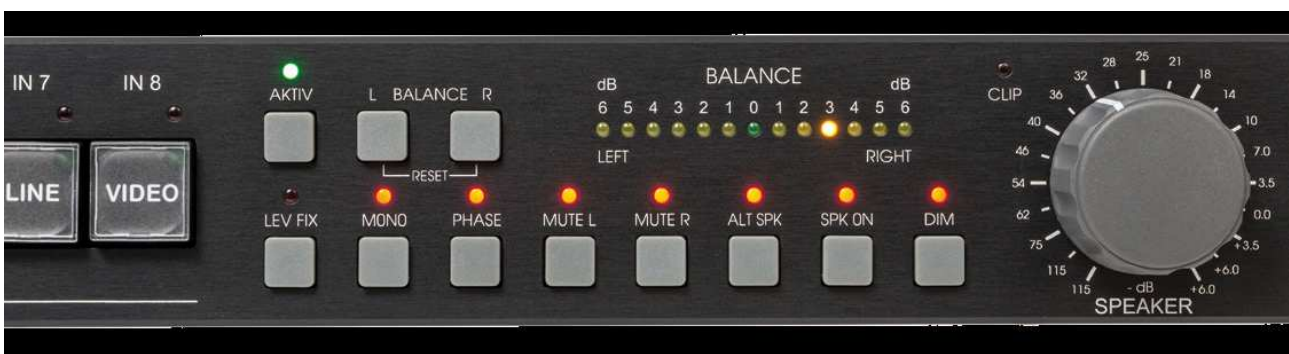 IN 7
IN 8
LINE
VIDEO
AKTIV
L BALANCE R
RESET
LEV FIX
MONO
PHASE
MUTE L
MUTE R
ALT SPK
SPK ON
DIM
BALANCE
dB
dB
6 5 4 3 2 1 0 1 2 3 4 5 6
LEFT
RIGHT
CLIP
115
115
75
62
54
46
40
36
32
28
25
21
18
14
10
7.0
3.5
0.0
+3.5
+6.0
+6.0
- dB
SPEAKER